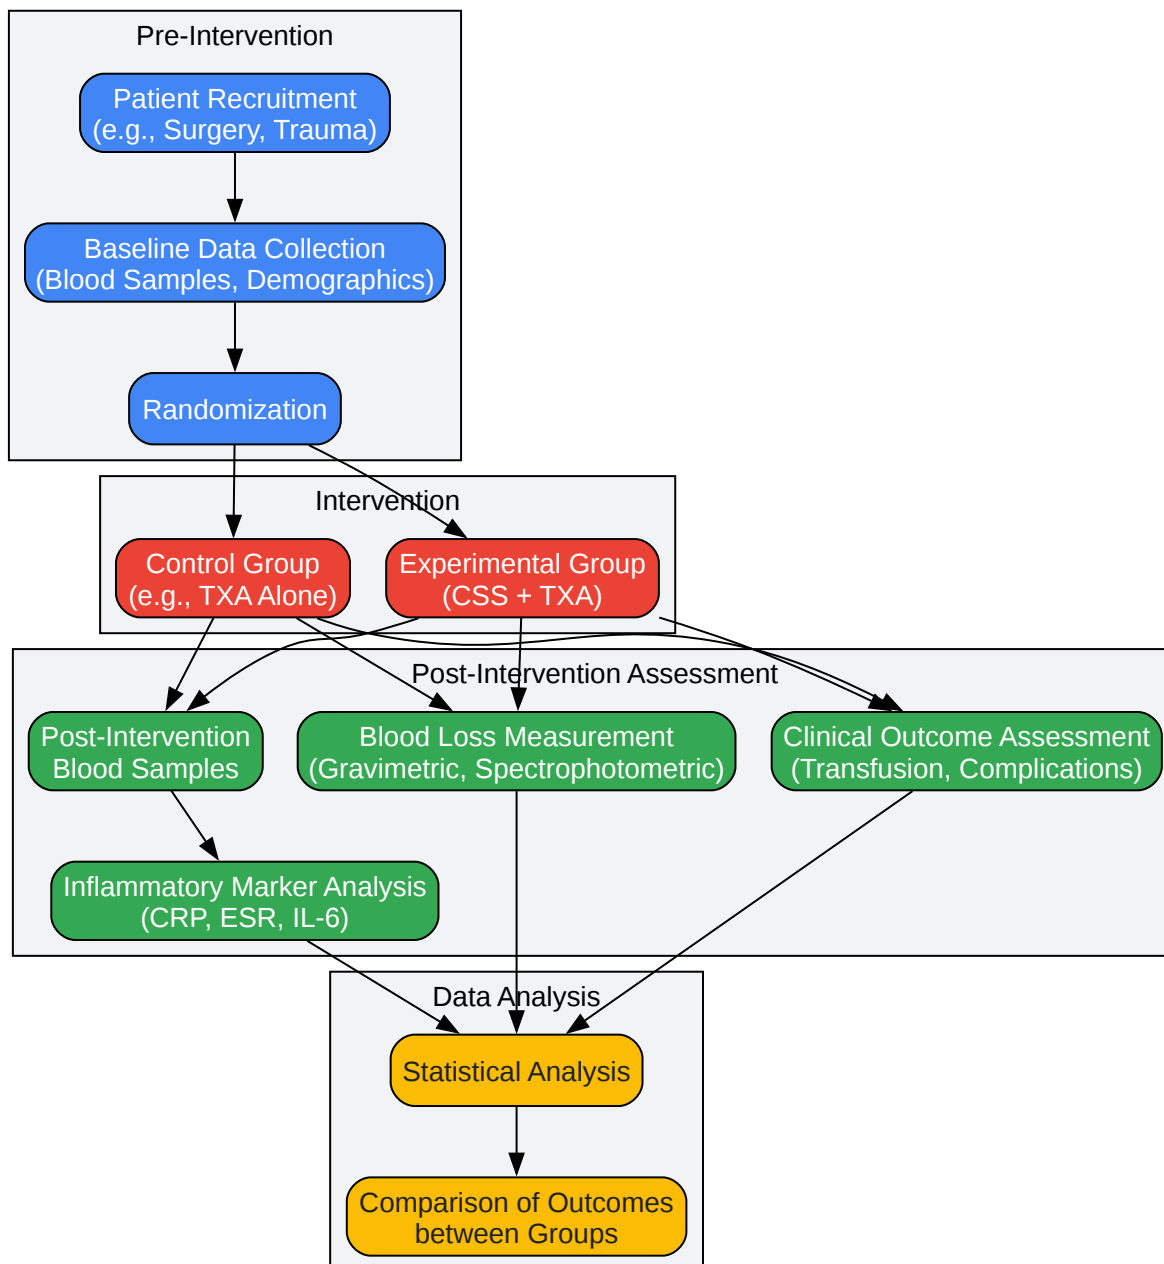 Pre-Intervention
Patient Recruitment
(e.g., Surgery, Trauma)
Baseline Data Collection
(Blood Samples, Demographics)
Randomization
Intervention
Control Group
(e.g., TXA Alone)
Experimental Group
(CSS + TXA)
Post-Intervention Assessment
Post-Intervention
Blood Samples
Blood Loss Measurement
(Gravimetric, Spectrophotometric)
Clinical Outcome Assessment
(Transfusion, Complications)
Inflammatory Marker Analysis
(CRP, ESR, IL-6)
Data Analysis
Statistical Analysis
Comparison of Outcomes
between Groups